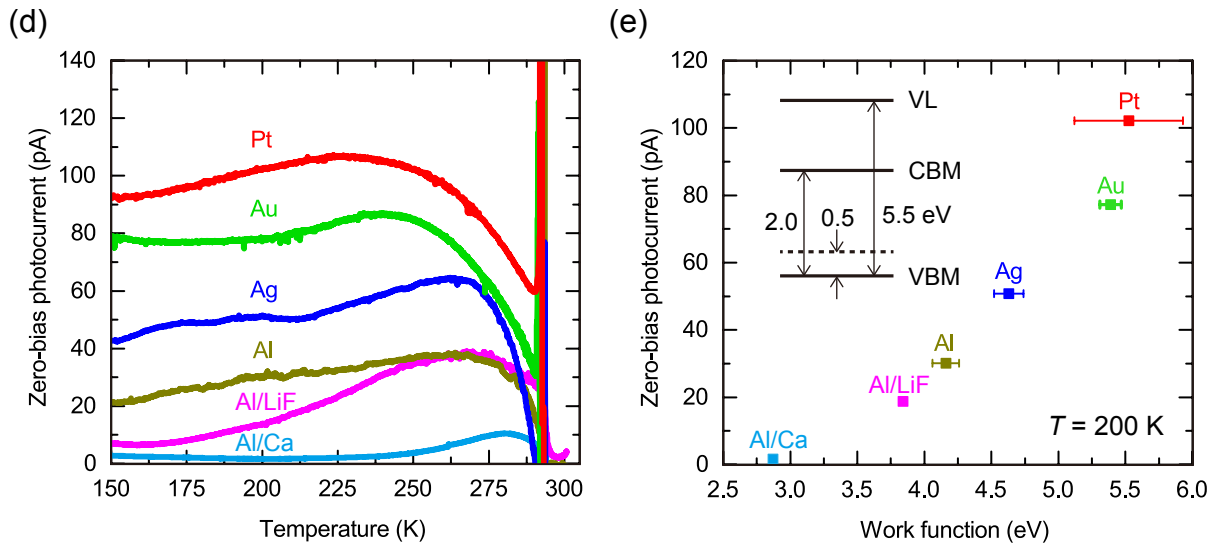 (d)
Zero-bias photocurrent (pA)
140
120
100
80
60
40
20
0
Pt
Au
Ag
Al
Al/LiF
Al/Ca
150
175
200
225
250
275
300
Temperature (K)
(e)
Zero-bias photocurrent (pA)
120
100
80
60
40
20
0
VL
CBM
2.0
0.5
5.5 eV
VBM
Pt
Au
Ag
Al
Al/LiF
Al/Ca
T = 200 K
2.5
3.0
3.5
4.0
4.5
5.0
5.5
6.0
Work function (eV)